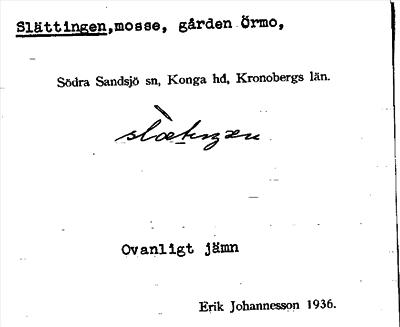 Slättingen, mosse, gården Örmo,
Södra Sandsjö sn, Konga hd, Kronobergs län.
Ovanligt jämn
Erik Johannesson 1936.